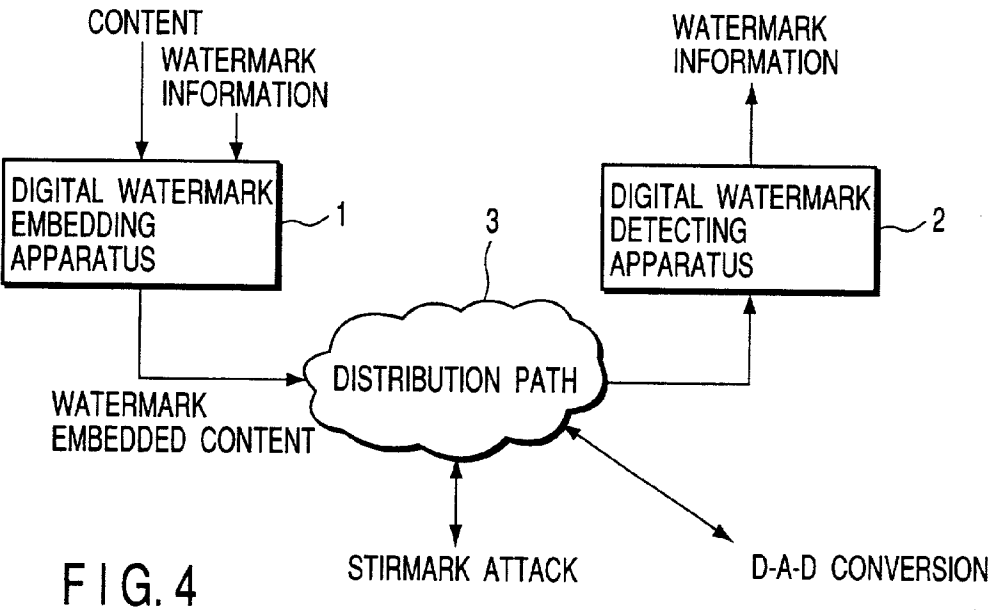 CONTENT
WATERMARK
INFORMATION
DIGITAL WATERMARK
EMBEDDING
APPARATUS
1
WATERMARK
EMBEDDED CONTENT
3
DISTRIBUTION PATH
STIRMARK ATTACK
D-A-D CONVERSION
WATERMARK
INFORMATION
DIGITAL WATERMARK
DETECTING
APPARATUS
2
FIG. 4